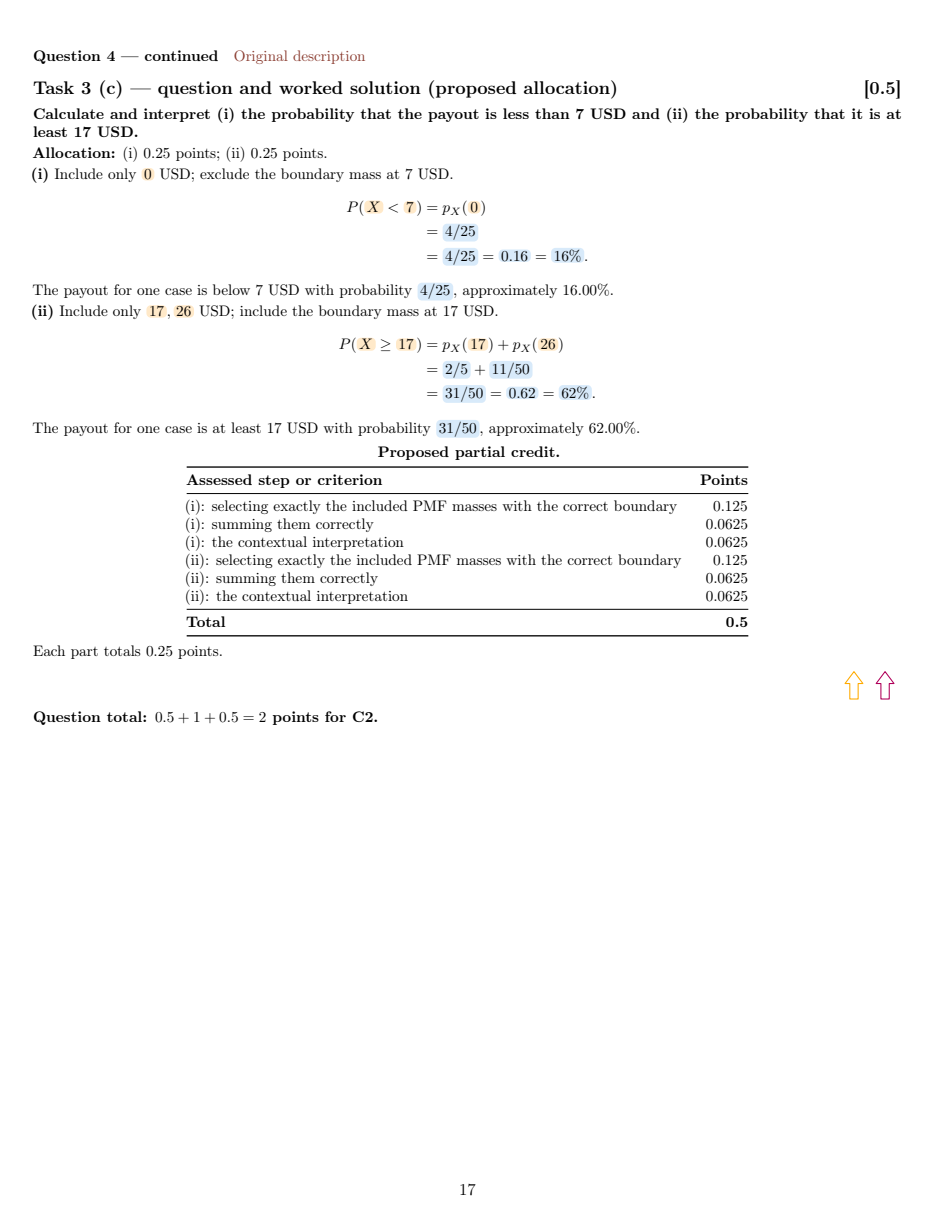 Question 4 — continued Original description
Task 3 (c) — question and worked solution (proposed allocation) [0.5]
Calculate and interpret (i) the probability that the payout is less than 7 USD and (ii) the probability that it is at
least 17 USD.
Allocation: (i) 0.25 points; (ii) 0.25 points.
(i) Include only 0 USD; exclude the boundary mass at 7 USD.
P(X < 7) = p_X(0)
= 4/25
= 4/25 = 0.16 = 16%.
The payout for one case is below 7 USD with probability 4/25, approximately 16.00%.
(ii) Include only 17, 26 USD; include the boundary mass at 17 USD.
P(X ≥ 17) = p_X(17) + p_X(26)
= 2/5 + 11/50
= 31/50 = 0.62 = 62%.
The payout for one case is at least 17 USD with probability 31/50, approximately 62.00%.
Proposed partial credit.
Assessed step or criterion Points
(i): selecting exactly the included PMF masses with the correct boundary 0.125
(i): summing them correctly 0.0625
(i): the contextual interpretation 0.0625
(ii): selecting exactly the included PMF masses with the correct boundary 0.125
(ii): summing them correctly 0.0625
(ii): the contextual interpretation 0.0625
Total 0.5
Each part totals 0.25 points.
Question total: 0.5 + 1 + 0.5 = 2 points for C2.
17